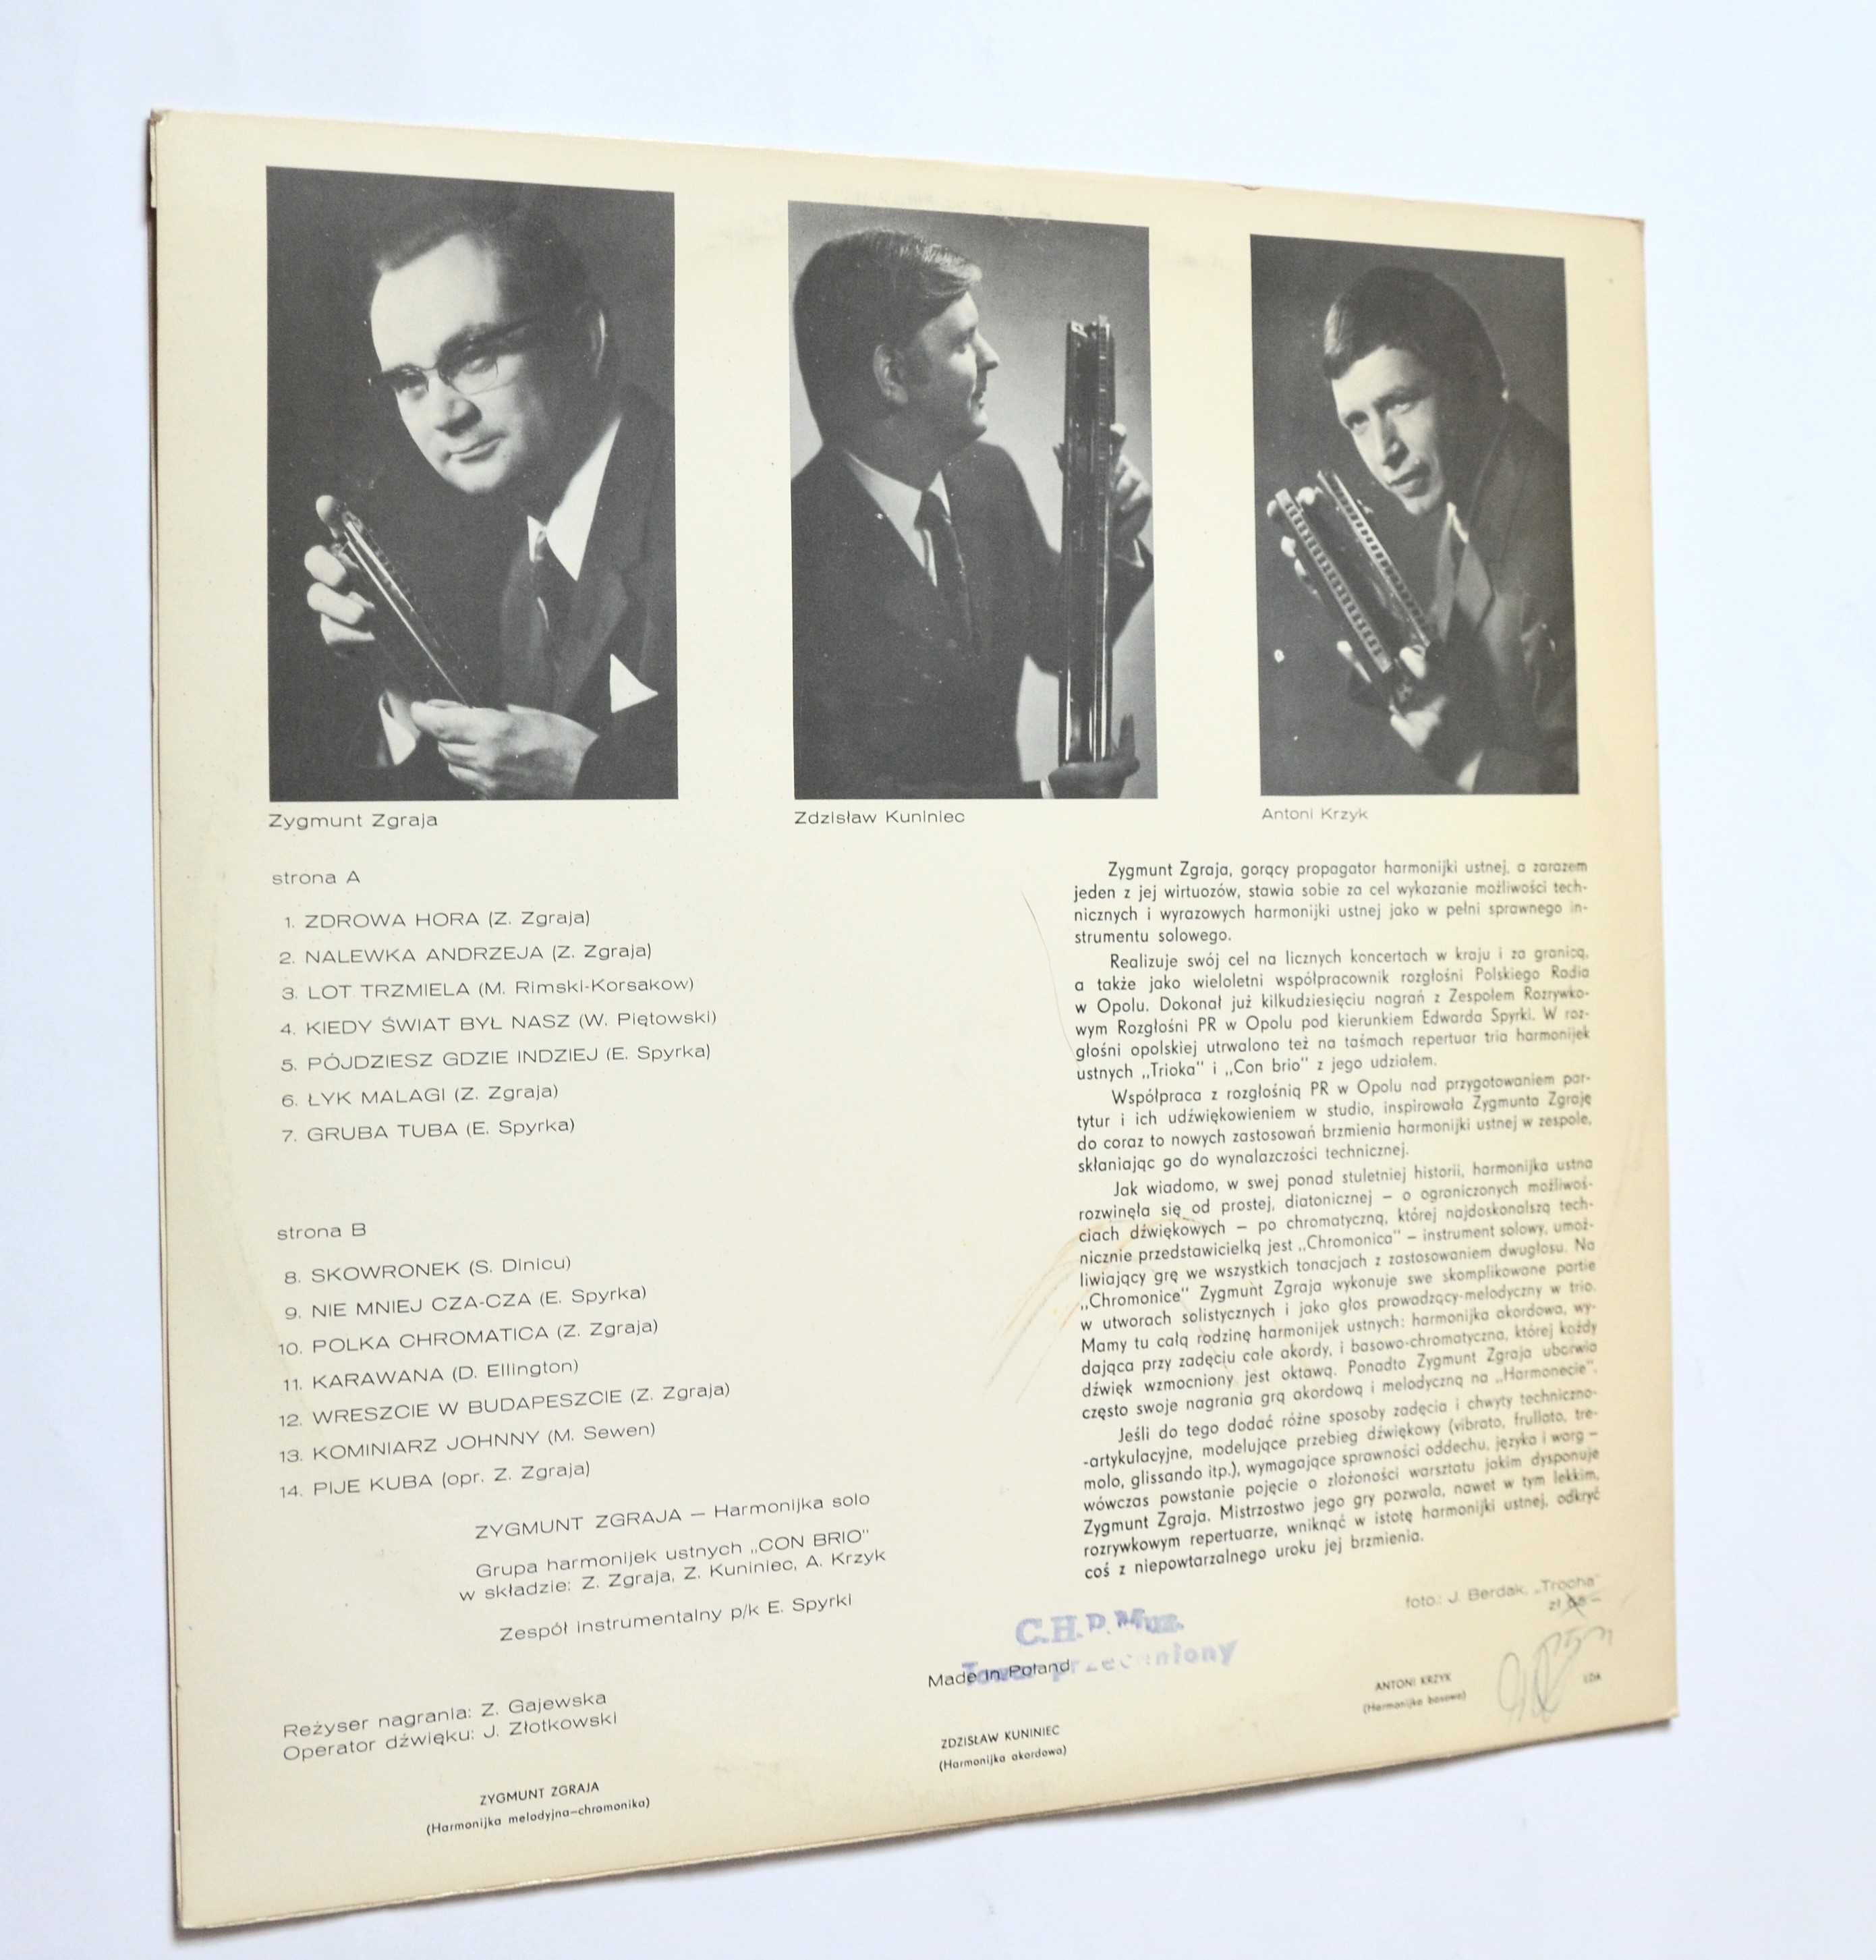 Zygmunt Zgraja
Zdzisław Kuniniec
Antoni Krzyk
strona A
1. ZDROWA HORA (Z. Zgraja)
2. NALEWKA ANDRZEJA (Z. Zgraja)
3. LOT TRZMIELA (M. Rimski-Korsakow)
4. KIEDY ŚWIAT BYŁ NASZ (W. Piętowski)
5. PÓJDZIESZ GDZIE INDZIEJ (E. Spyrka)
6. ŁYK MALAGI (Z. Zgraja)
7. GRUBA TUBA (E. Spyrka)
strona B
8. SKOWRONEK (S. Dinicu)
9. NIE MNIEJ CZA-CZA (E. Spyrka)
10. POLKA CHROMATICA (Z. Zgraja)
11. KARAWANA (D. Ellington)
12. WRESZCIE W BUDAPESZCIE (Z. Zgraja)
13. KOMINIARZ JOHNNY (M. Sewen)
14. PIJE KUBA (opr. Z. Zgraja)
ZYGMUNT ZGRAJA — Harmonijka solo
Grupa harmonijek ustnych „CON BRIO"
w składzie: Z. Zgraja, Z. Kuniniec, A. Krzyk
Zespół instrumentalny p/k E. Spyrki
Reżyser nagrania: Z. Gajewska
Operator dźwięku: J. Złotkowski
Zygmunt Zgraja, gorący propagator harmonijki ustnej, a zarazem
jeden z jej wirtuozów, stawia sobie za cel wykazanie możliwości tech-
nicznych i wyrazowych harmonijki ustnej jako w pełni sprawnego in-
strumentu solowego.
Realizuje swój cel na licznych koncertach w kraju i za granicą,
a także jako wieloletni współpracownik rozgłośni Polskiego Radia
w Opolu. Dokonał już kilkudziesięciu nagrań z Zespołem Rozrywko-
wym Rozgłośni PR w Opolu pod kierunkiem Edwarda Spyrki. W roz-
głośni opolskiej utrwalono też na taśmach repertuar tria harmonijek
ustnych „Trioka" i „Con brio" z jego udziałem.
Współpraca z rozgłośnią PR w Opolu nad przygotowaniem par-
tytur i ich udźwiękowieniem w studio, inspirowała Zygmunta Zgraję
do coraz to nowych zastosowań brzmienia harmonijki ustnej w zespole,
skłaniając go do wynalazczości technicznej.
Jak wiadomo, w swej ponad stuletniej historii, harmonijka ustna
rozwinęła się od prostej, diatonicznej – o ograniczonych możliwoś-
ciach dźwiękowych – po chromatyczną, której najdoskonalszą tech-
nicznie przedstawicielką jest „Chromonica" – instrument solowy, umoż-
liwiający grę we wszystkich tonacjach z zastosowaniem dwugłosu. Na
„Chromonice" Zygmunt Zgraja wykonuje swe skomplikowane partie
w utworach solistycznych i jako głos prowadzący-melodyczny w trio.
Mamy tu całą rodzinę harmonijek ustnych: harmonijka akordowa, wy-
dająca przy zadęciu całe akordy, i basowo-chromatyczna, której każdy
dźwięk wzmocniony jest oktawą. Ponadto Zygmunt Zgraja ubarwia
często swoje nagrania grą akordową i melodyczną na „Harmonecie".
Jeśli do tego dodać różne sposoby zadęcia i chwyty techniczno-
-artykulacyjne, modelujące przebieg dźwiękowy (vibrato, frullato, tre-
molo, glissando itp.), wymagające sprawności oddechu, języka i warg –
wówczas powstanie pojęcie o złożoności warsztatu jakim dysponuje
Zygmunt Zgraja. Mistrzostwo jego gry pozwala, nawet w tym lekkim,
rozrywkowym repertuarze, wniknąć w istotę harmonijki ustnej, odkryć
coś z niepowtarzalnego uroku jej brzmienia.
foto: J. Berdak, „Trocha"
C.H.P. Muz.
Made in Poland
ZYGMUNT ZGRAJA
(Harmonijka melodyjna–chromonika)
ZDZISŁAW KUNINIEC
(Harmonijka akordowa)
ANTONI KRZYK
(Harmonijka basowa)
LDA